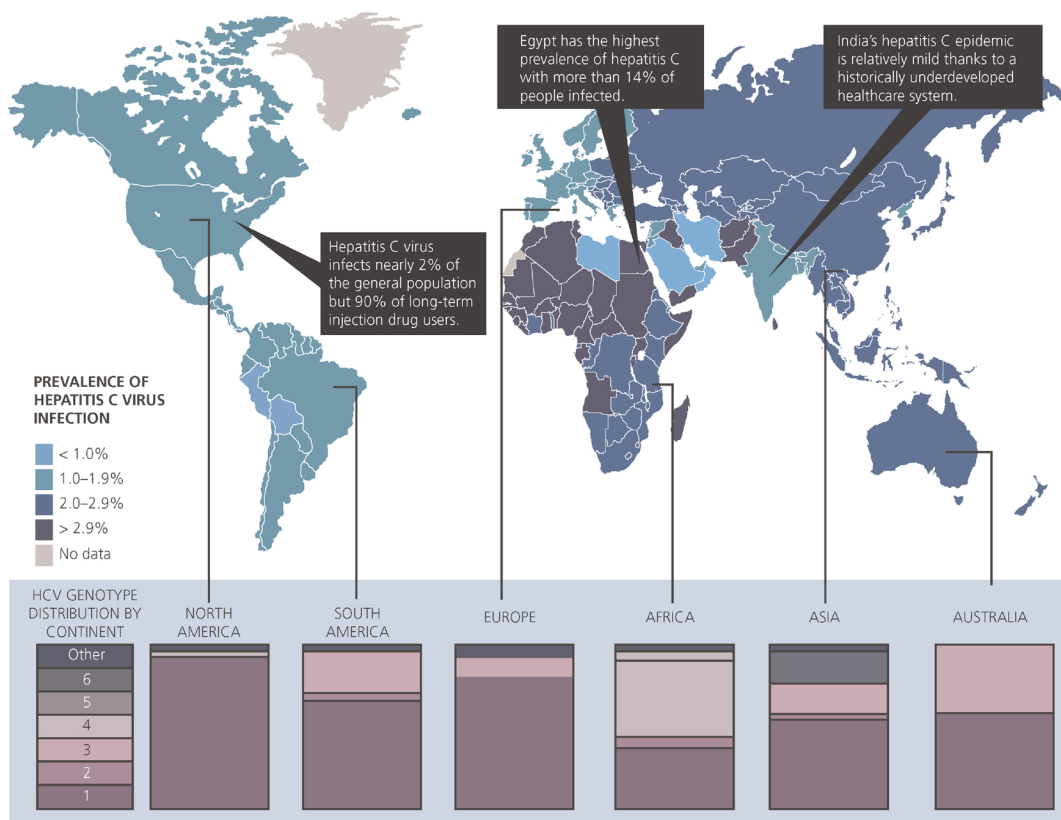 Egypt has the highest
prevalence of hepatitis C
with more than 14% of
people infected.
India's hepatitis C epidemic
is relatively mild thanks to a
historically underdeveloped
healthcare system.
Hepatitis C virus
infects nearly 2% of
the general population
but 90% of long-term
injection drug users.
PREVALENCE OF
HEPATITIS C VIRUS
INFECTION
< 1.0%
1.0–1.9%
2.0–2.9%
> 2.9%
No data
HCV GENOTYPE
DISTRIBUTION BY
CONTINENT
NORTH
AMERICA
SOUTH
AMERICA
EUROPE
AFRICA
ASIA
AUSTRALIA
Other
6
5
4
3
2
1